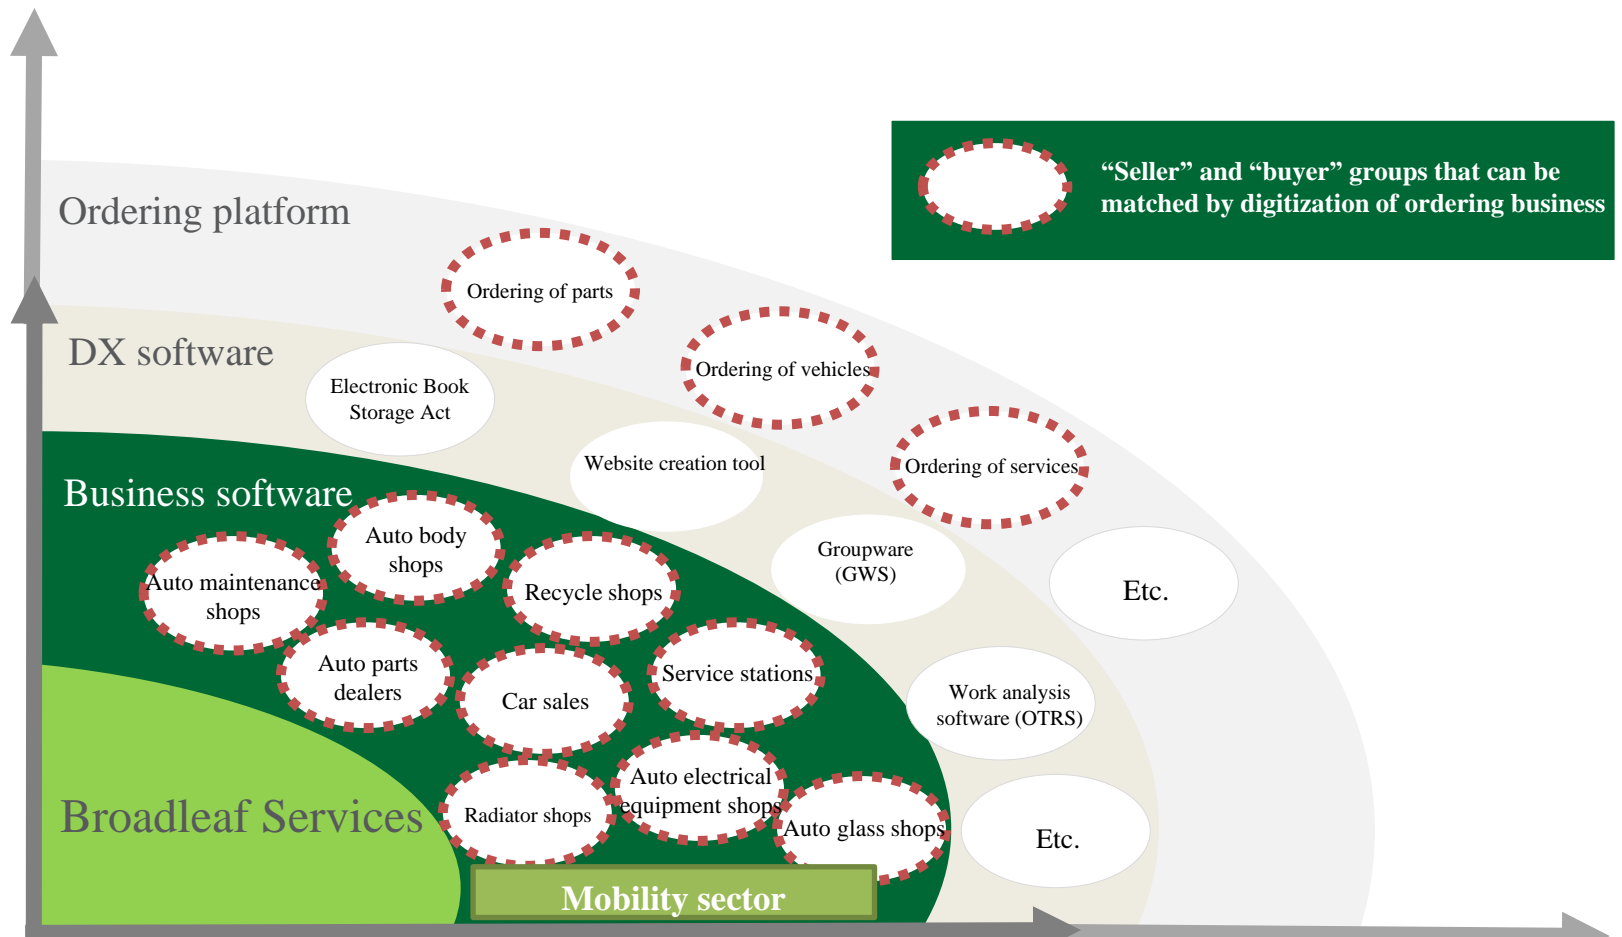 “Seller” and “buyer” groups that can be
matched by digitization of ordering business
Ordering platform
Ordering of parts
Ordering of vehicles
Ordering of services
Etc.
DX software
Electronic Book
Storage Act
Website creation tool
Groupware
(GWS)
Work analysis
software (OTRS)
Etc.
Business software
Auto body
shops
Auto maintenance
shops
Recycle shops
Auto parts
dealers
Car sales
Service stations
Radiator shops
Auto electrical
equipment shops
Auto glass shops
Broadleaf Services
Mobility sector